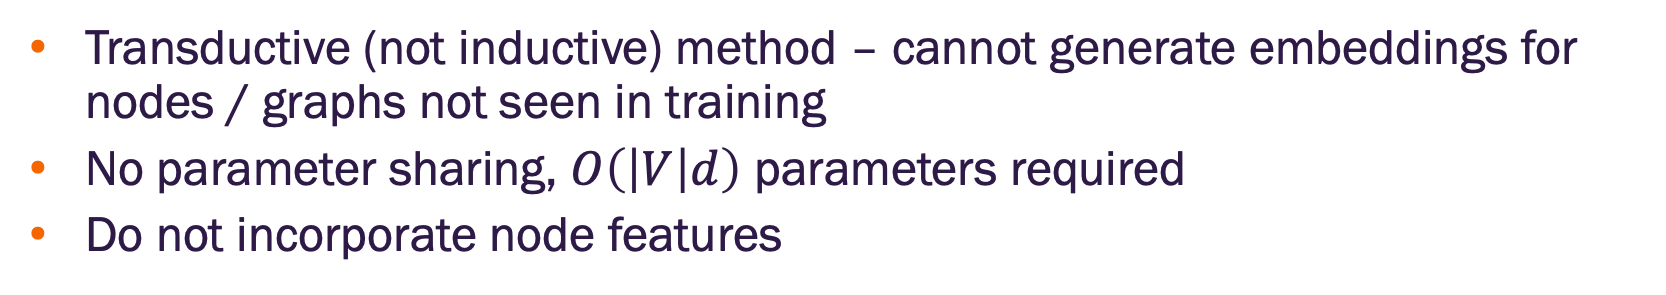 • Transductive (not inductive) method – cannot generate embeddings for
nodes / graphs not seen in training
• No parameter sharing, O(|V|d) parameters required
• Do not incorporate node features